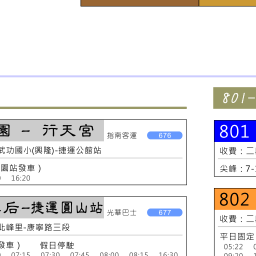 801-
園 - 行天宮
指南客運 676
武功國小(興隆)-捷運公館站
園站發車)
16:20
后-捷運圓山站
光華巴士 677
北峰里-康寧路三段
發車) 假日停駛
07:15 07:30 07:45 08:00 08:15 16:30
801
收費:二
尖峰:7-
802
收費:二
平日固定
05:22
09:20